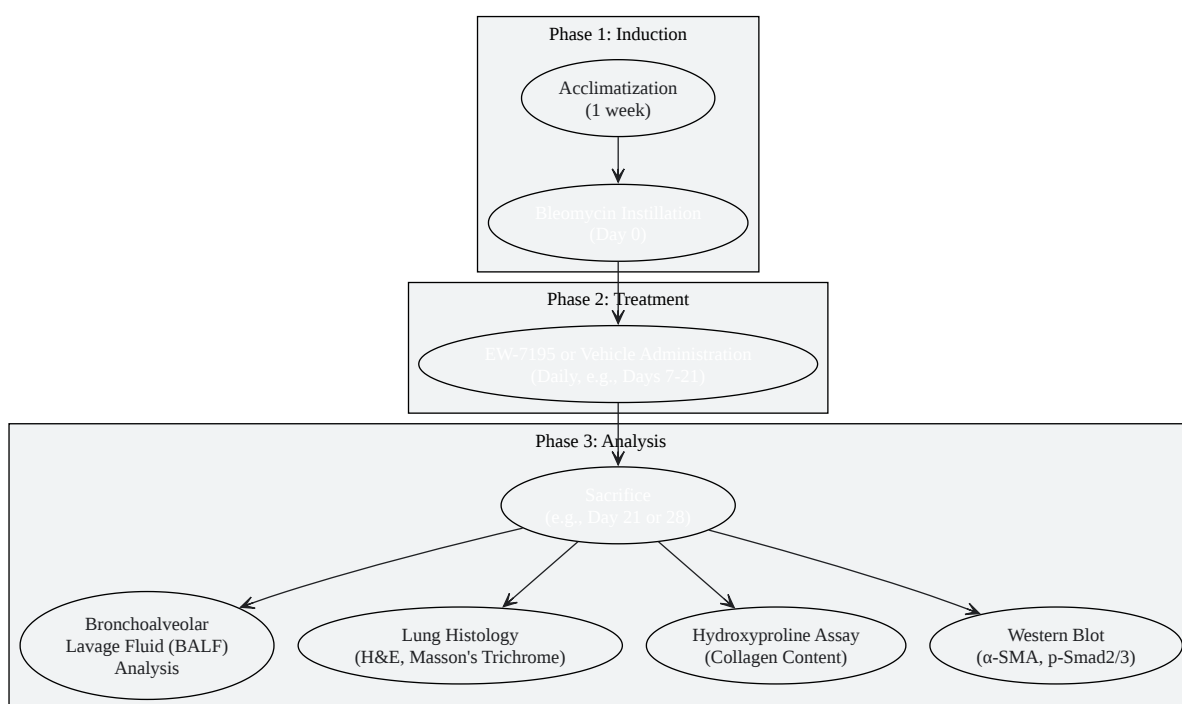 Phase 1: Induction
Acclimatization
(1 week)
Bleomycin Instillation
(Day 0)
Phase 2: Treatment
EW-7195 or Vehicle Administration
(Daily, e.g., Days 7-21)
Phase 3: Analysis
Sacrifice
(e.g., Day 21 or 28)
Bronchoalveolar
Lavage Fluid (BALF)
Analysis
Lung Histology
(H&E, Masson's Trichrome)
Hydroxyproline Assay
(Collagen Content)
Western Blot
(α-SMA, p-Smad2/3)